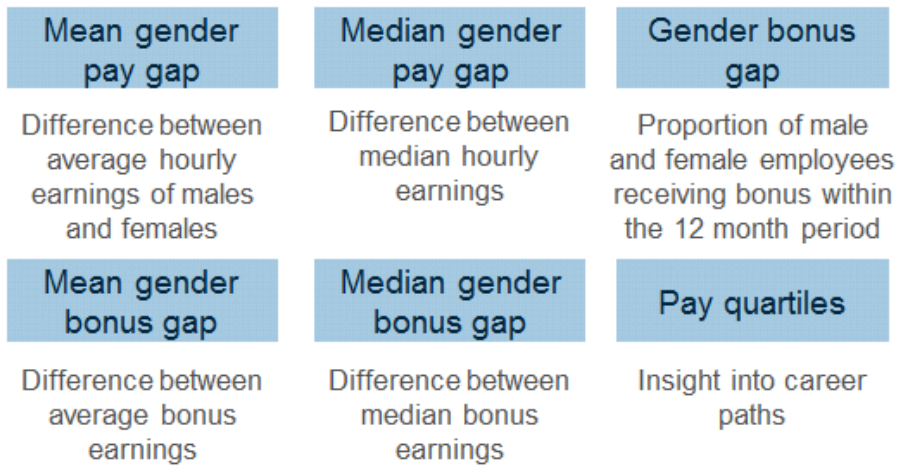 Mean gender
pay gap
Difference between
average hourly
earnings of males
and females
Median gender
pay gap
Difference between
median hourly
earnings
Gender bonus
gap
Proportion of male
and female employees
receiving bonus within
the 12 month period
Mean gender
bonus gap
Difference between
average bonus
earnings
Median gender
bonus gap
Difference between
median bonus
earnings
Pay quartiles
Insight into career
paths